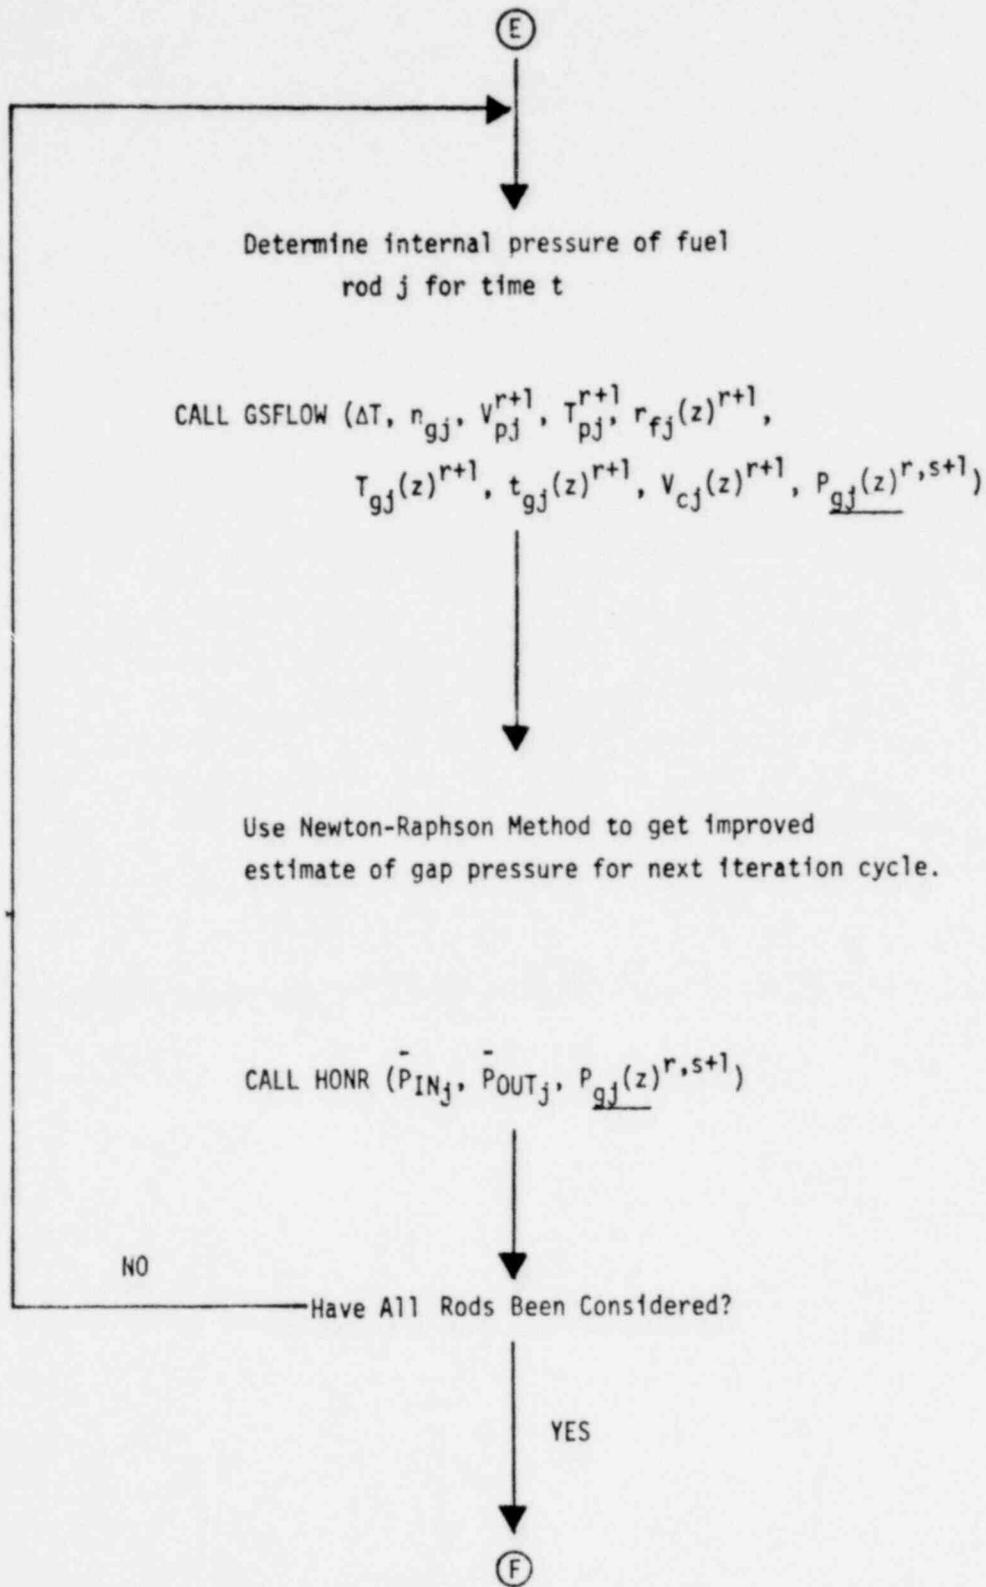 E
Determine internal pressure of fuel
rod j for time t
CALL GSFLOW (ΔT, n_gj, V_pj^r+1, T_pj^r+1, r_fj(z)^r+1,
T_gj(z)^r+1, t_gj(z)^r+1, V_cj(z)^r+1, P_gj(z)^r,s+1)
Use Newton-Raphson Method to get improved
estimate of gap pressure for next iteration cycle.
CALL HONR (P̄_INj, P̄_OUTj, P_gj(z)^r,s+1)
NO
Have All Rods Been Considered?
YES
F